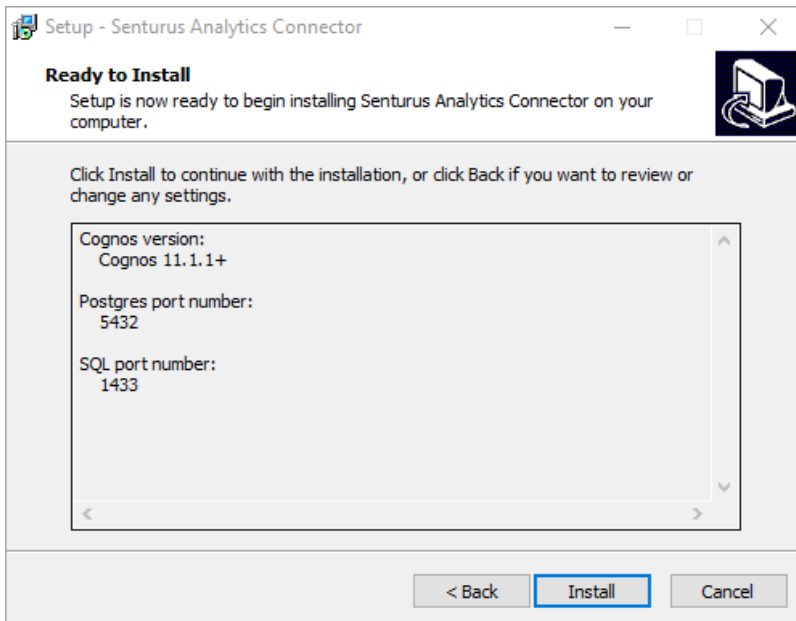 Setup - Senturus Analytics Connector
Ready to Install
Setup is now ready to begin installing Senturus Analytics Connector on your
computer.
Click Install to continue with the installation, or click Back if you want to review or
change any settings.
Cognos version:
Cognos 11.1.1+
Postgres port number:
5432
SQL port number:
1433
< Back
Install
Cancel